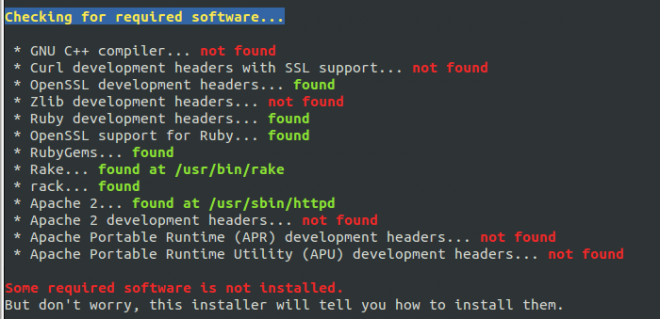 Checking for required software...
* GNU C++ compiler... not found
* Curl development headers with SSL support... not found
* OpenSSL development headers... found
* Zlib development headers... not found
* Ruby development headers... found
* OpenSSL support for Ruby... found
* RubyGems... found
* Rake... found at /usr/bin/rake
* rack... found
* Apache 2... found at /usr/sbin/httpd
* Apache 2 development headers... not found
* Apache Portable Runtime (APR) development headers... not found
* Apache Portable Runtime Utility (APU) development headers... not found
Some required software is not installed.
But don't worry, this installer will tell you how to install them.